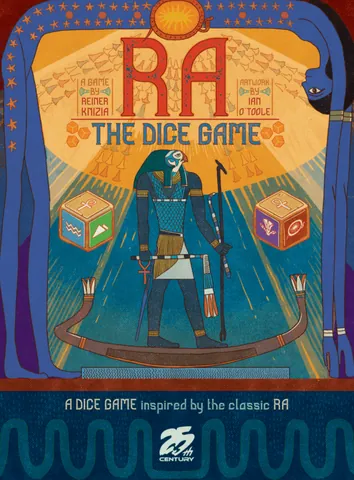 RA
A GAME
BY
REINER
KNIZIA
ARTWORK
BY
IAN
O TOOLE
THE DICE GAME
A DICE GAME inspired by the classic RA
25th
CENTURY